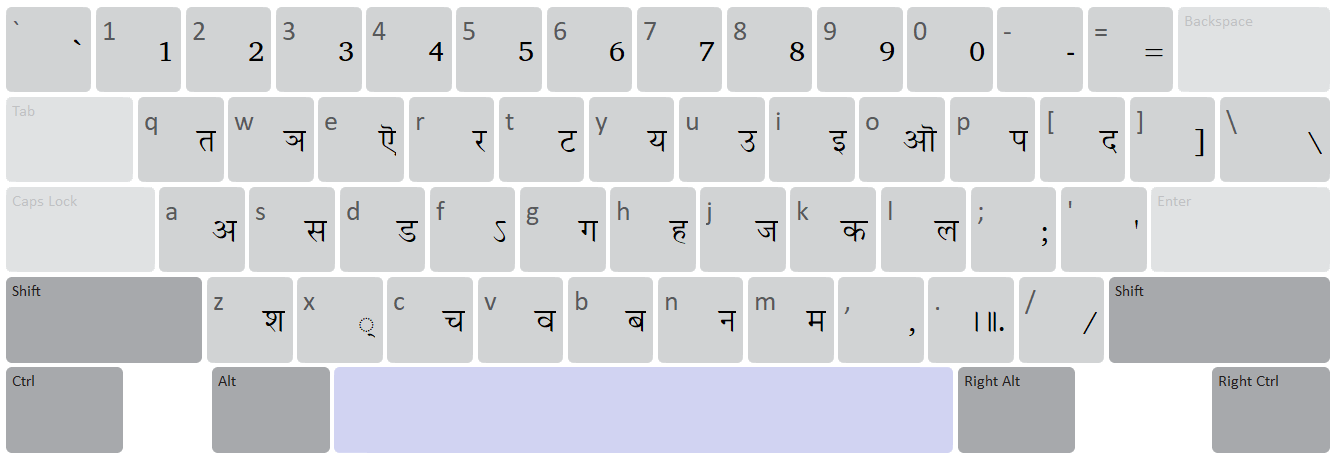 ` ` 1 1 2 2 3 3 4 4 5 5 6 6 7 7 8 8 9 9 0 0 - - = = Backspace
Tab q त w ञ e ऎ r र t ट y य u उ i इ o ऒ p प [ द ] ] \ \
Caps Lock a अ s स d ड f ऽ g ग h ह j ज k क l ल ; ; ' ' Enter
Shift z श x ् c च v व b ब n न m म , , . ।॥. / / Shift
Ctrl Alt Right Alt Right Ctrl